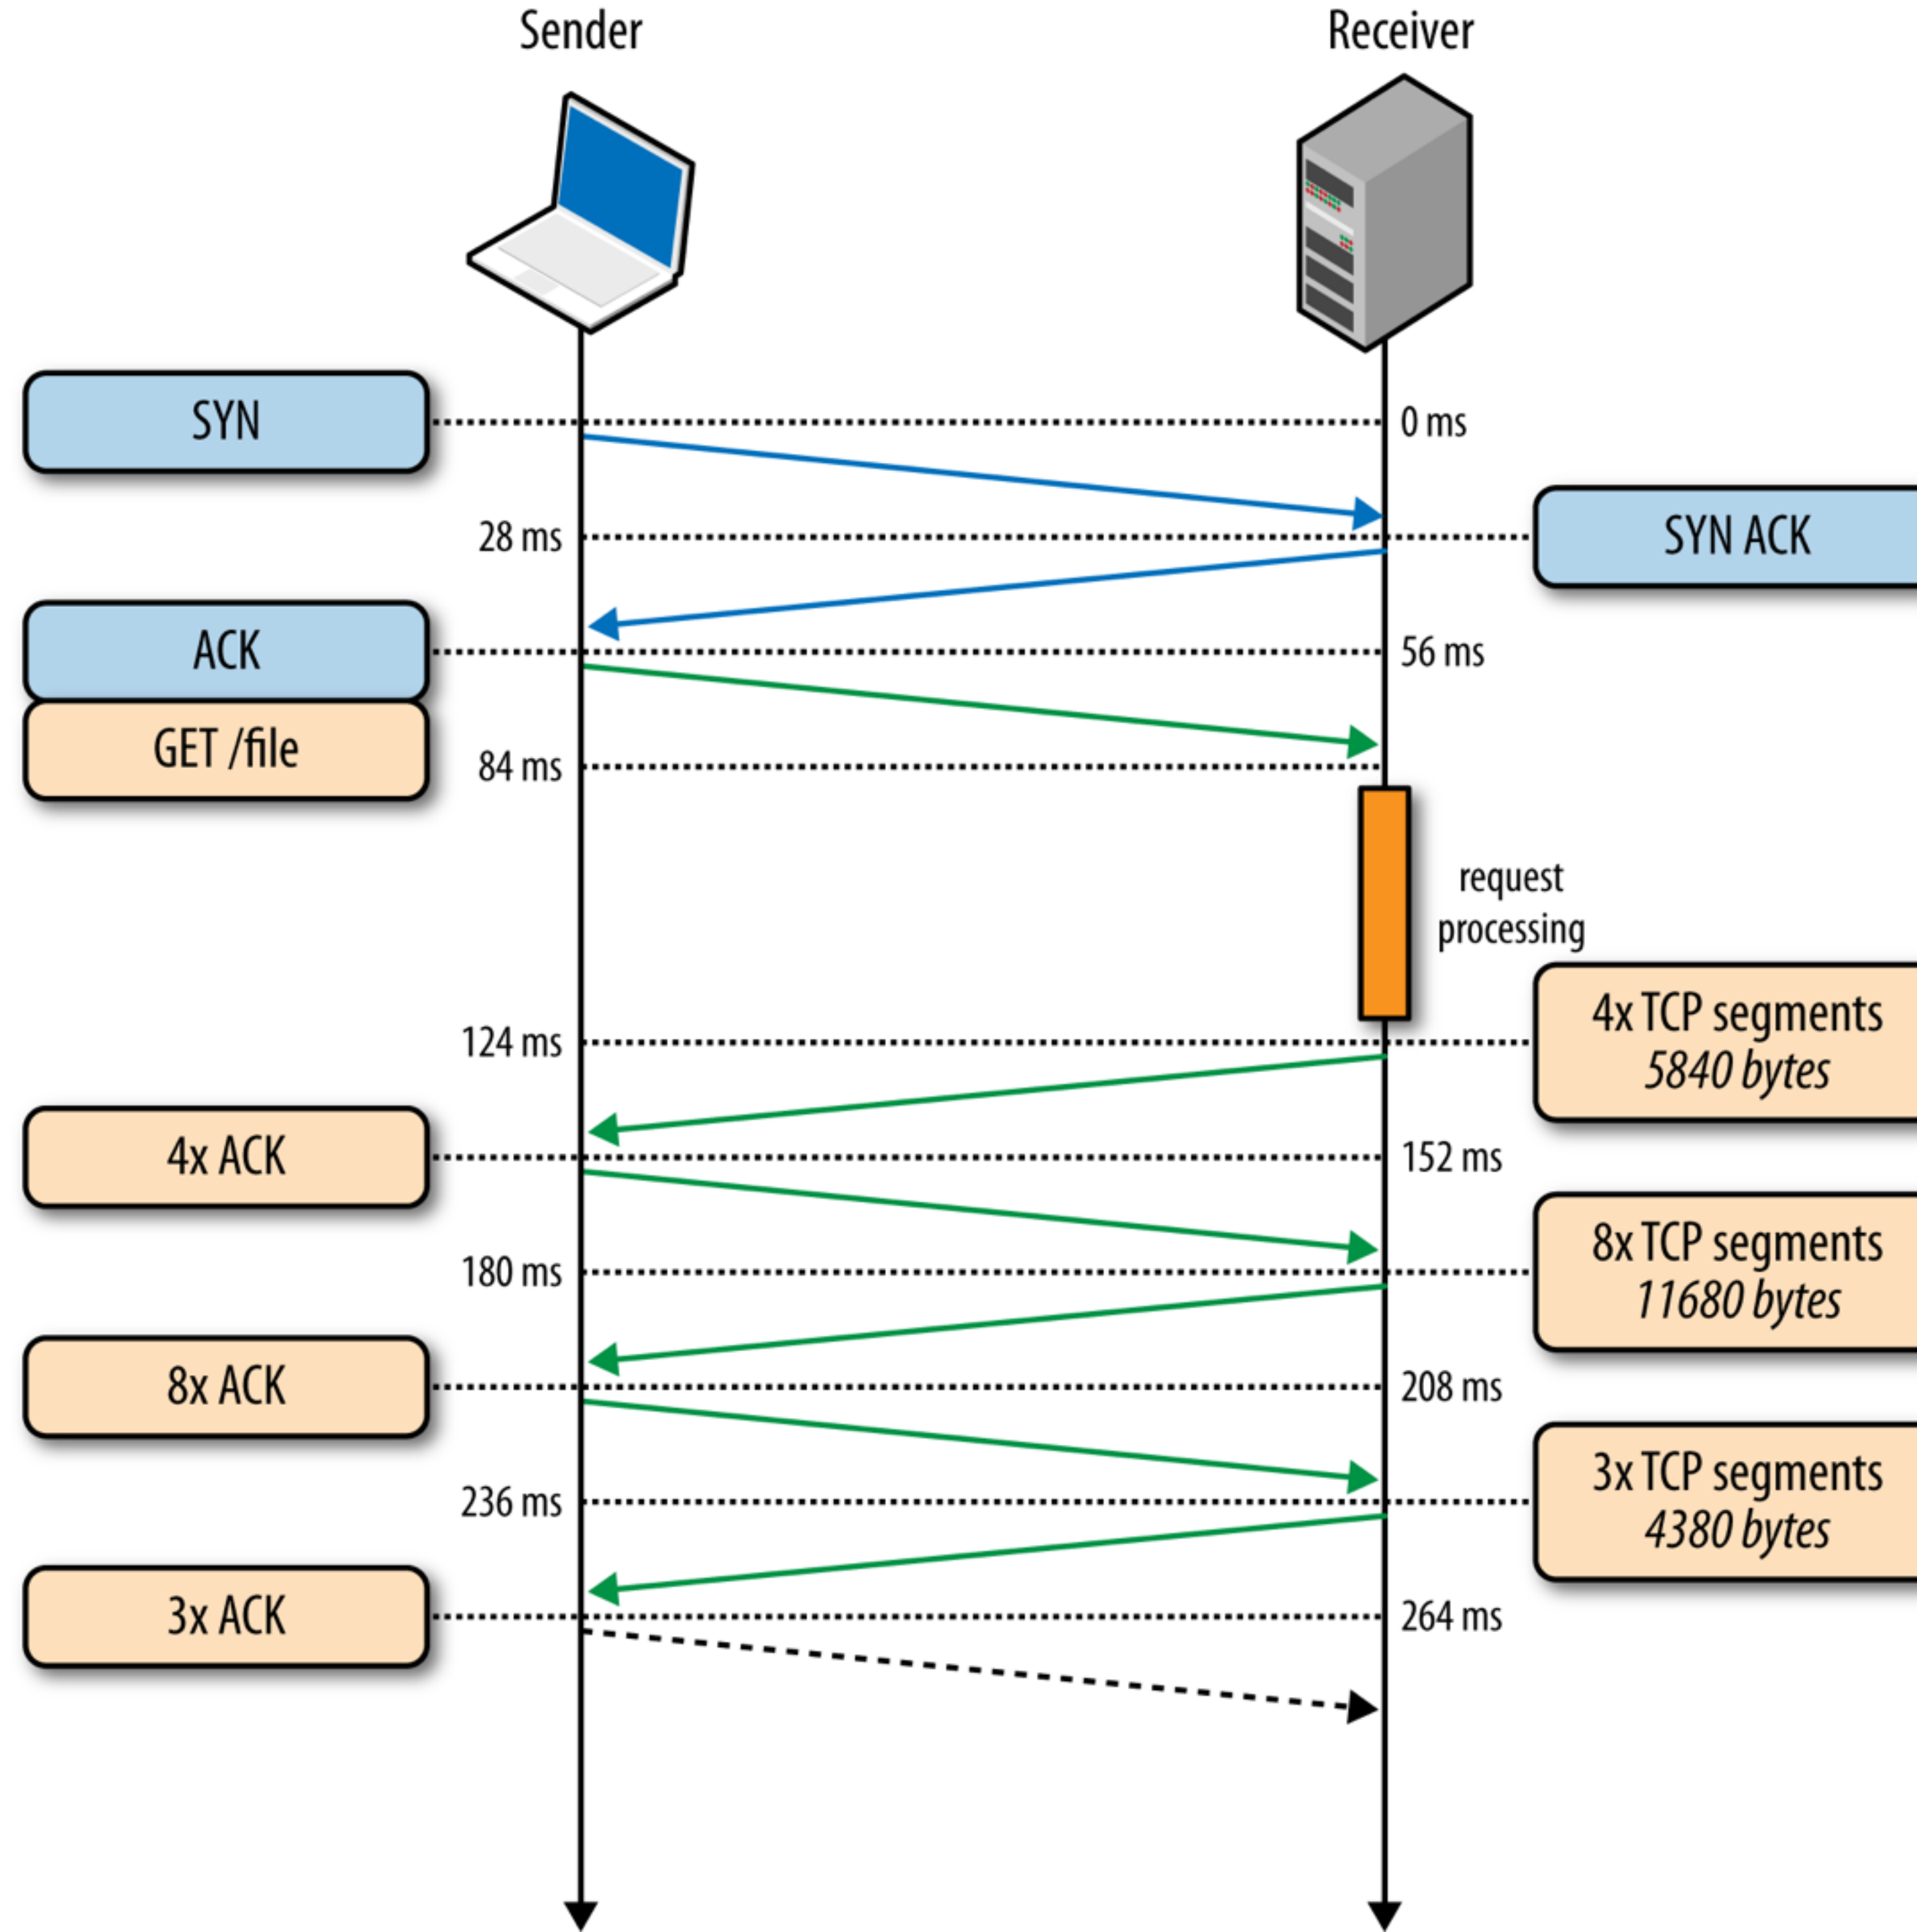 Sender
Receiver
SYN
0 ms
28 ms
SYN ACK
ACK
56 ms
GET /file
84 ms
request
processing
4x TCP segments
5840 bytes
124 ms
4x ACK
152 ms
8x TCP segments
11680 bytes
180 ms
8x ACK
208 ms
3x TCP segments
4380 bytes
236 ms
3x ACK
264 ms